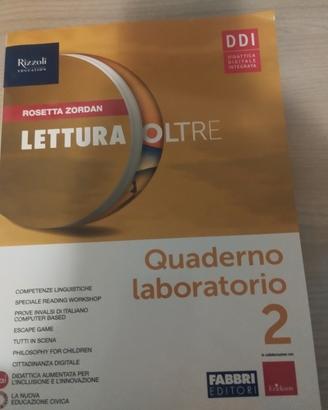 Rizzoli
EDUCATION
DDI
DIDATTICA
DIGITALE
INTEGRATA
ROSETTA ZORDAN
LETTURA OLTRE
Quaderno
laboratorio
2
COMPETENZE LINGUISTICHE
SPECIALE READING WORKSHOP
PROVE INVALSI DI ITALIANO
COMPUTER BASED
ESCAPE GAME
TUTTI IN SCENA
PHILOSOPHY FOR CHILDREN
CITTADINANZA DIGITALE
DIDATTICA AUMENTATA PER
L'INCLUSIONE E L'INNOVAZIONE
LA NUOVA
EDUCAZIONE CIVICA
FABBRI
EDITORI
in collaborazione con
Erickson